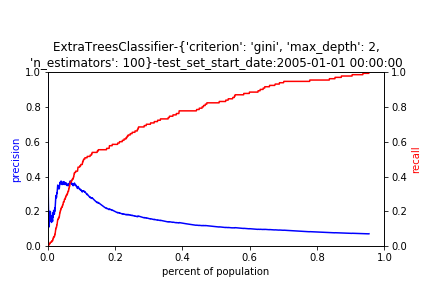 ExtraTreesClassifier-{'criterion': 'gini', 'max_depth': 2,
'n_estimators': 100}-test_set_start_date:2005-01-01 00:00:00
1.0
0.8
0.6
0.4
0.2
0.0
precision
1.0
0.8
0.6
0.4
0.2
0.0
recall
0.0 0.2 0.4 0.6 0.8 1.0
percent of population